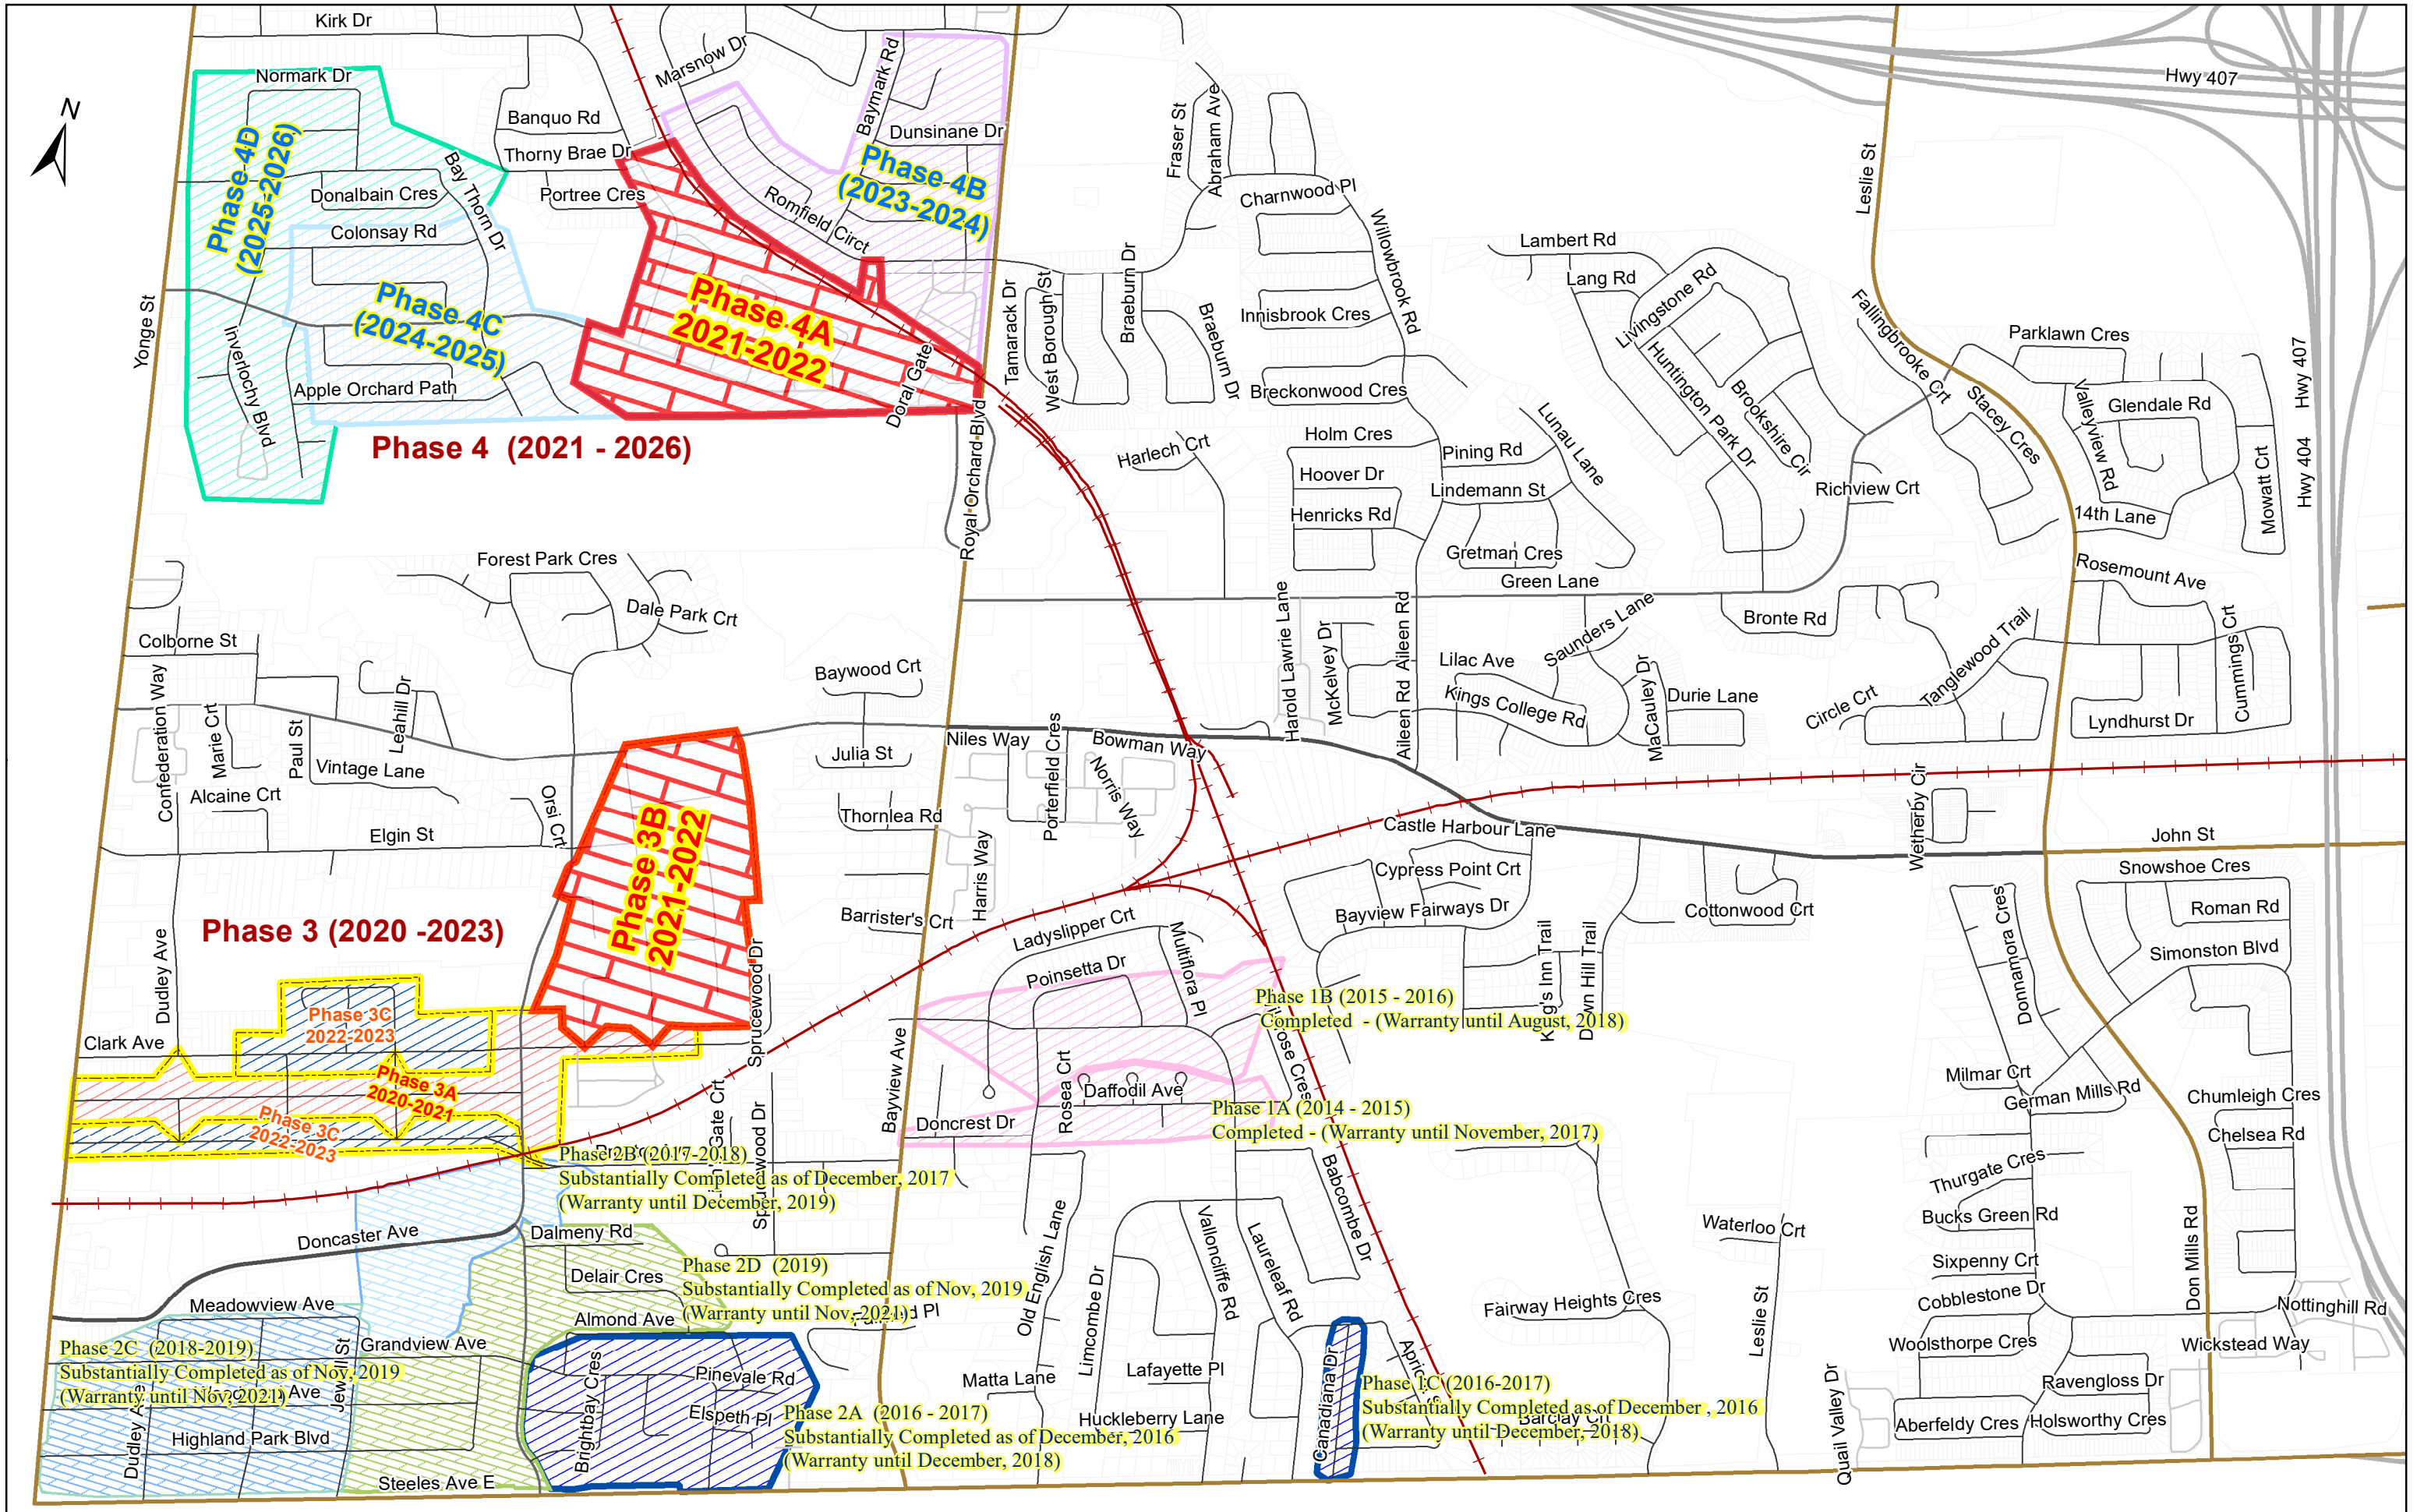 Kirk Dr
Marsnow Dr
Baymark Rd
Hwy 407
N
Normark Dr
Banquo Rd
Dunsinane Dr
Fraser St
Abraham Ave
Leslie St
Thorny Brae Dr
Phase 4D
(2025-2026)
Phase 4B
(2023-2024)
Donalbain Cres
Bay Thorn Dr
Portree Cres
Romfield Circt
Charnwood Pl
Willowbrook Rd
Colonsay Rd
Lambert Rd
Lang Rd
Livingstone Rd
Phase 4C
(2024-2025)
Phase 4A
2021-2022
Yonge St
Inverlochy Blvd
Apple Orchard Path
Doral Gate
Tamarack Dr
West Borough St
Braeburn Dr
Braeburn Dr
Innisbrook Cres
Breckonwood Cres
Huntington Park Dr
Brookshire Cir
Fallingbrooke Crt
Stacey Cres
Parklawn Cres
Glendale Rd
Valleyview Rd
Hwy 407
Hwy 404
Phase 4  (2021 - 2026)
Royal Orchard Blvd
Harlech Crt
Holm Cres
Hoover Dr
Henricks Rd
Pining Rd
Lindemann St
Lunau Lane
Gretman Cres
Richview Crt
14th Lane
Mowatt Crt
Forest Park Cres
Dale Park Crt
Green Lane
Rosemount Ave
Colborne St
Confederation Way
Marie Crt
Paul St
Leahill Dr
Vintage Lane
Alcaine Crt
Elgin St
Orsi Crt
Baywood Crt
Julia St
Thornlea Rd
Niles Way
Porterfield Cres
Bowman Way
Norris Way
Harris Way
Harold Lawrie Lane
McKelvey Dr
Aileen Rd
Aileen Rd
Lilac Ave
Saunders Lane
Kings College Rd
MacCauley Dr
Durie Lane
Bronte Rd
Circle Crt
Tanglewood Trail
Cummings Crt
Lyndhurst Dr
Phase 3B
2021-2022
Barrister's Crt
Castle Harbour Lane
Cypress Point Crt
Bayview Fairways Dr
Cottonwood Crt
Wetherby Cir
John St
Snowshoe Cres
Roman Rd
Simonston Blvd
Donnamora Cres
Phase 3 (2020 -2023)
Dudley Ave
Sprucewood Dr
Ladyslipper Crt
Poinsetta Dr
Multiflora Pl
Phase 3C
2022-2023
Clark Ave
Phase 3A
2020-2021
Phase 3C
2022-2023
Phase 1B (2015 - 2016)
Completed  - (Warranty until August, 2018)
Bayview Ave
Rosea Crt
Daffodil Ave
Doncrest Dr
Phase 1A (2014 - 2015)
Completed - (Warranty until November, 2017)
Milmar Crt
German Mills Rd
Chumleigh Cres
Chelsea Rd
Phase 2B (2017-2018)
Substantially Completed as of December, 2017
(Warranty until December, 2019)
Babcombe Dr
Thurgate Cres
Bucks Green Rd
Sixpenny Crt
Cobblestone Dr
Don Mills Rd
Doncaster Ave
Dalmeny Rd
Delair Cres
Almond Ave
Phase 2D  (2019)
Substantially Completed as of Nov, 2019
(Warranty until Nov, 2021)
Old English Lane
Limcombe Dr
Valloncliffe Rd
Laureleaf Rd
Waterloo Crt
Leslie St
Fairway Heights Cres
Nottinghill Rd
Wickstead Way
Woolsthorpe Cres
Ravengloss Dr
Aberfeldy Cres
Holsworthy Cres
Quail Valley Dr
Meadowview Ave
Grandview Ave
Phase 2C  (2018-2019)
Substantially Completed as of Nov, 2019
(Warranty until Nov, 2021)
Ave
Dudley Ave
Highland Park Blvd
Steeles Ave E
Brightbay Cres
Pinevale Rd
Elspeth Pl
Phase 2A  (2016 - 2017)
Substantially Completed as of December, 2016
(Warranty until December, 2018)
Matta Lane
Lafayette Pl
Huckleberry Lane
Canadiana Dr
Phase 1C (2016-2017)
Substantially Completed as of December , 2016
(Warranty until December, 2018)
Barclay Crt